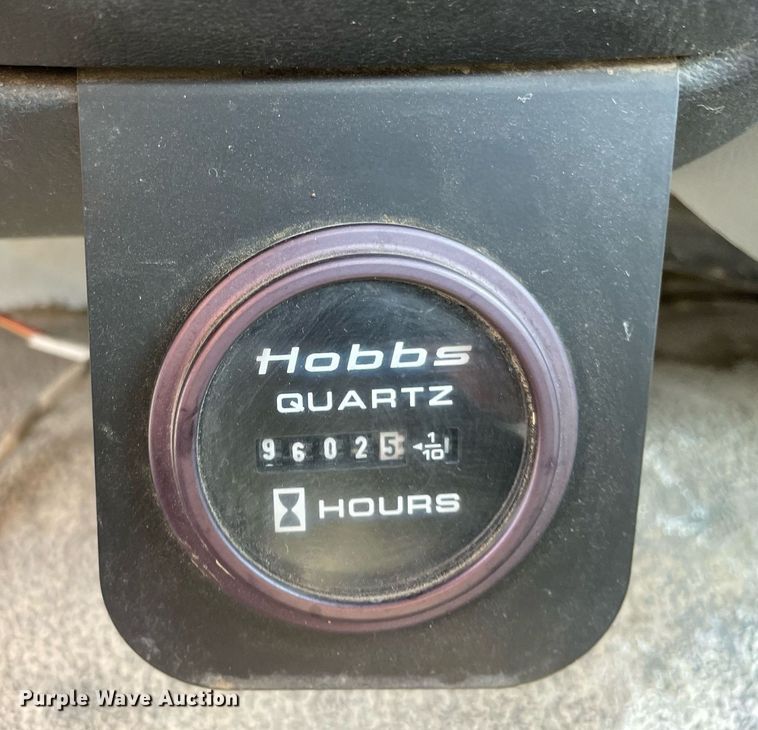 Hobbs
QUARTZ
96025 1/10
HOURS
Purple Wave Auction